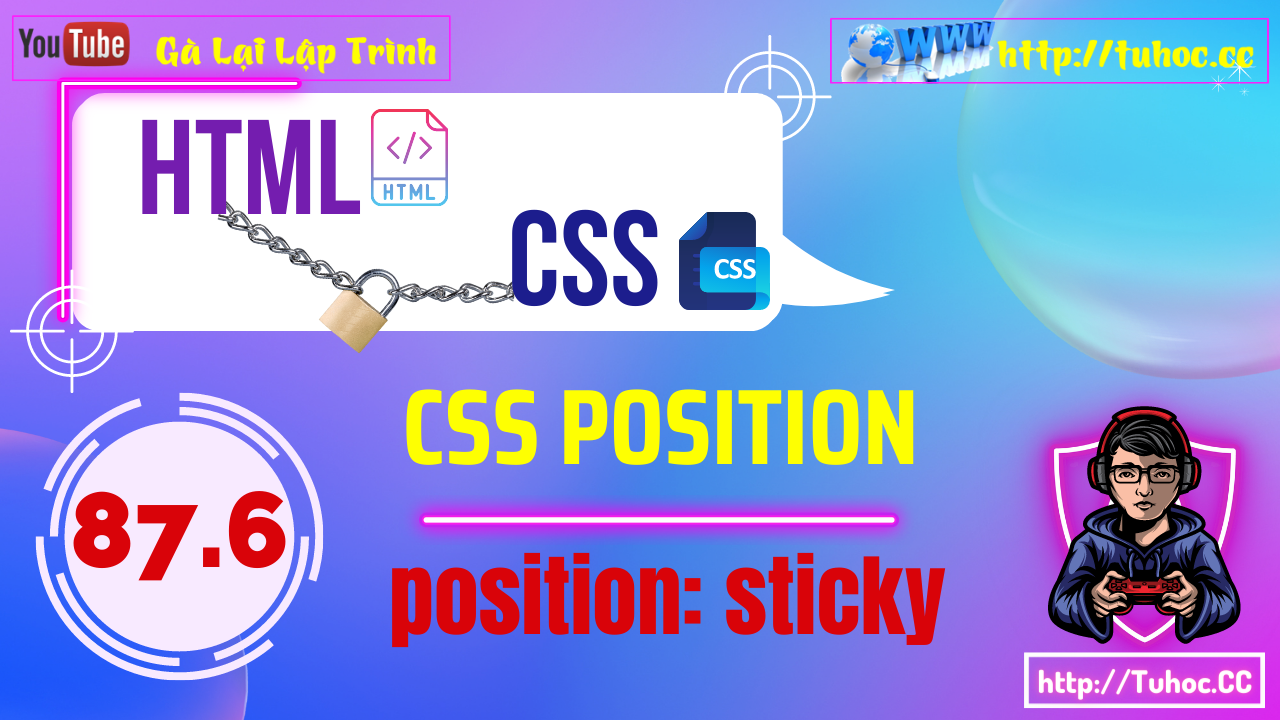 YouTube Gà Lại Lập Trình
WWW http://tuhoc.cc
HTML
</>
HTML
CSS
CSS
CSS POSITION
87.6
position: sticky
http://Tuhoc.CC